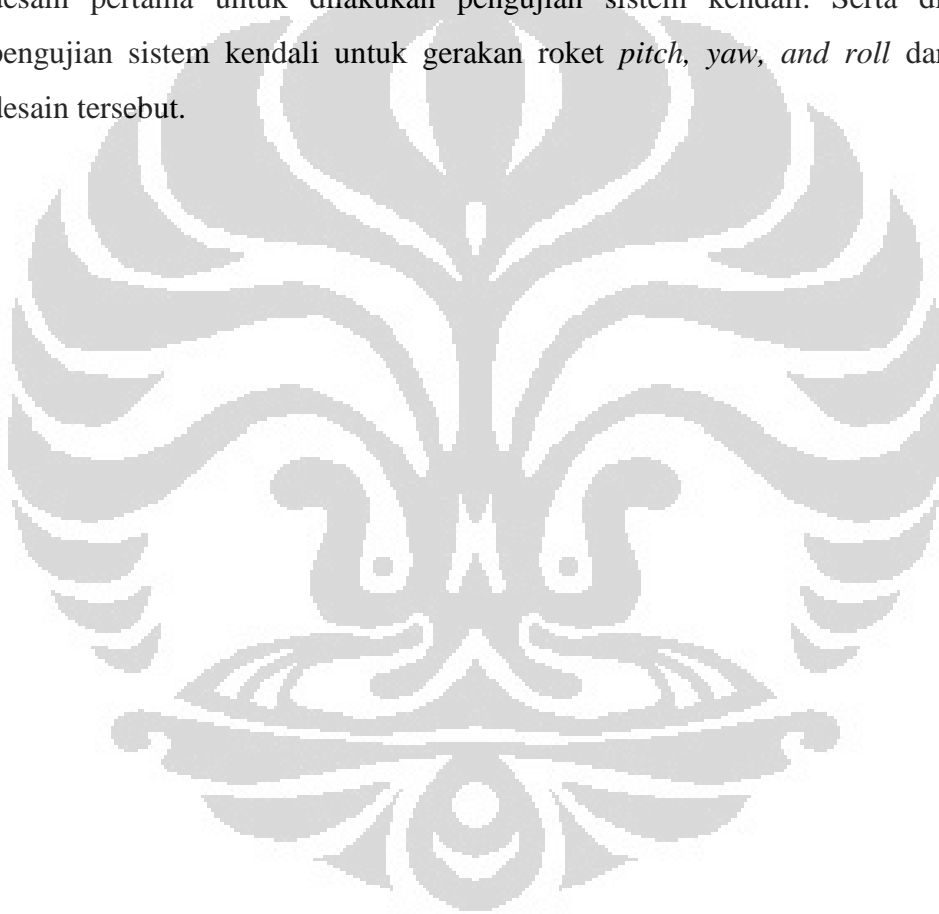 desain pertama untuk dilakukan pengujian sistem kendali. Serta di
pengujian sistem kendali untuk gerakan roket pitch, yaw, and roll dar
desain tersebut.